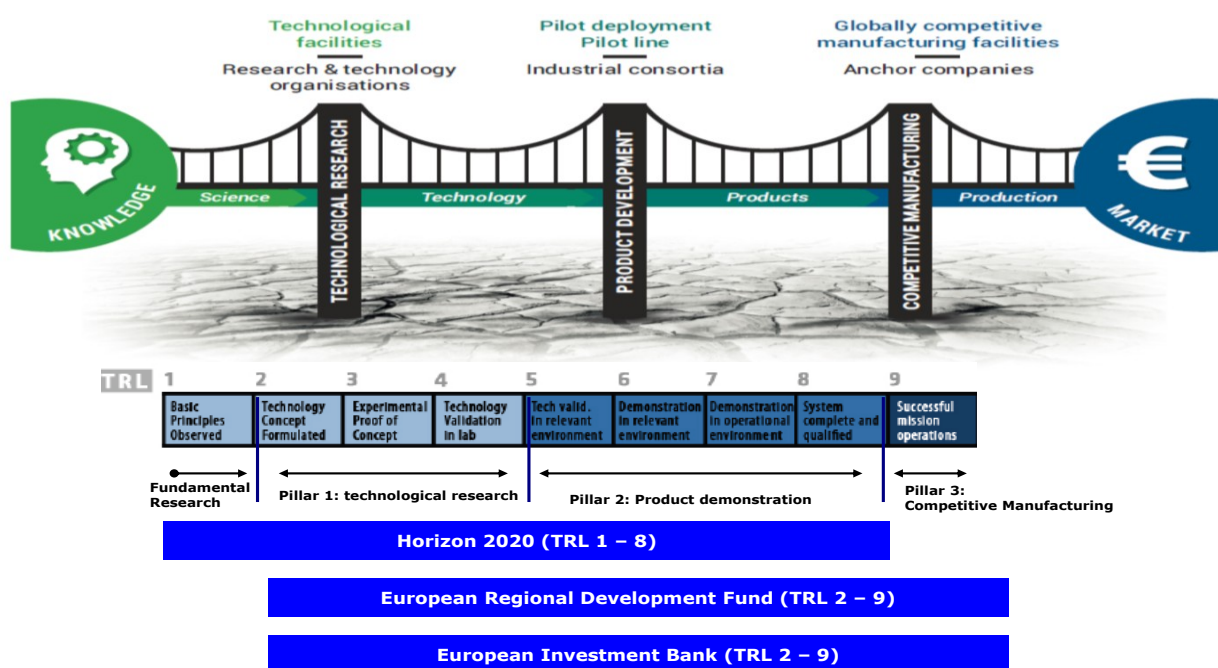 Technological
facilities
Research & technology
organisations
Pilot deployment
Pilot line
Industrial consortia
Globally competitive
manufacturing facilities
Anchor companies
KNOWLEDGE
Science
TECHNOLOGICAL RESEARCH
Technology
PRODUCT DEVELOPMENT
Products
COMPETITIVE MANUFACTURING
Production
€
MARKET
TRL 1 2 3 4 5 6 7 8 9
Basic
Principles
Observed
Technology
Concept
Formulated
Experimental
Proof of
Concept
Technology
Validation
in lab
Tech valid.
in relevant
environment
Demonstration
in relevant
environment
Demonstration
in operational
environment
System
complete and
qualified
Successful
mission
operations
Fundamental
Research
Pillar 1: technological research
Pillar 2: Product demonstration
Pillar 3:
Competitive Manufacturing
Horizon 2020 (TRL 1 – 8)
European Regional Development Fund (TRL 2 – 9)
European Investment Bank (TRL 2 – 9)